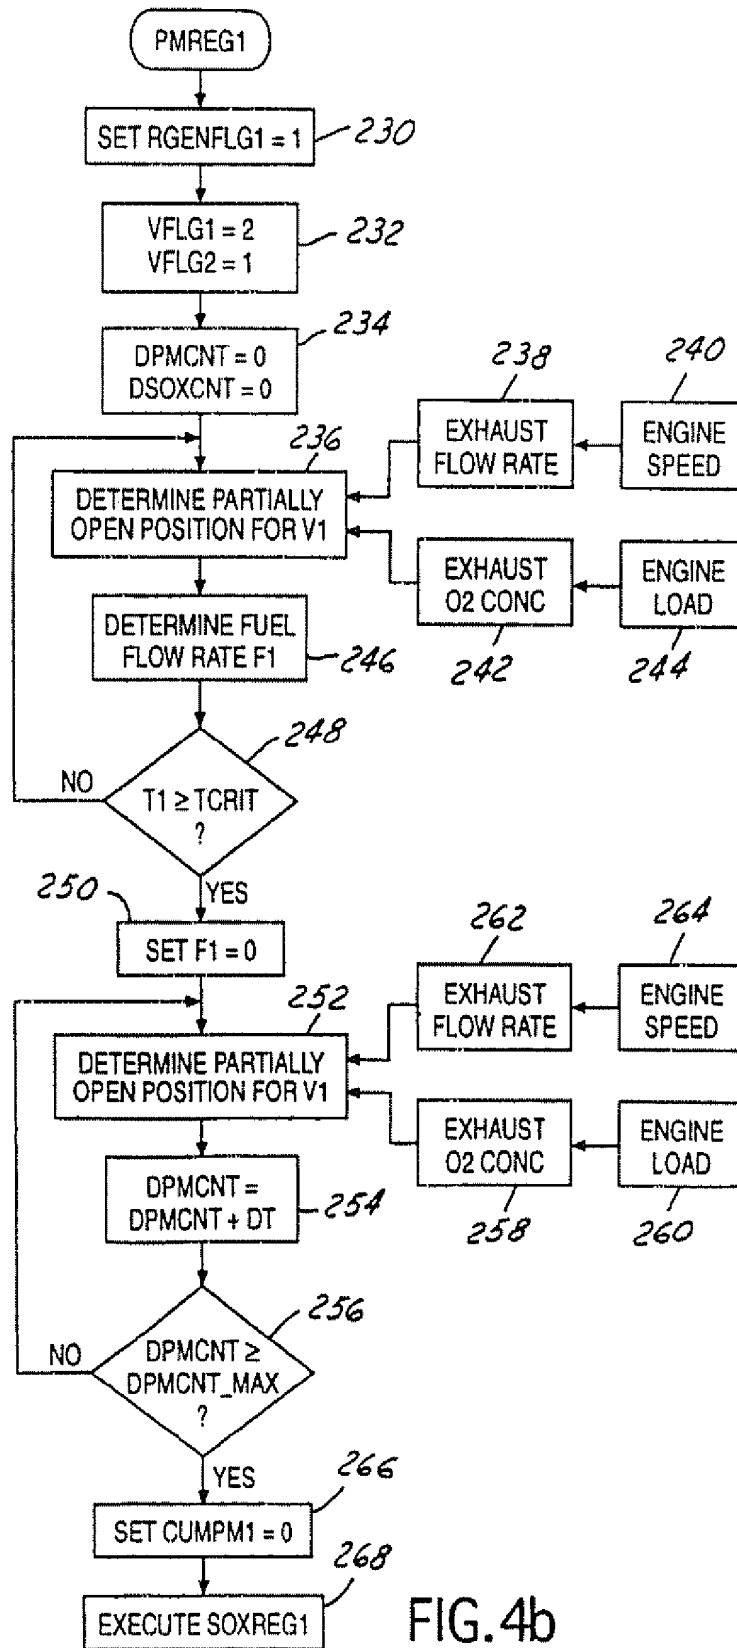 PMREG1
SET RGENFLG1 = 1
230
VFLG1 = 2
VFLG2 = 1
232
DPMCNT = 0
DSOXCNT = 0
234
236
DETERMINE PARTIALLY
OPEN POSITION FOR V1
238
EXHAUST
FLOW RATE
240
ENGINE
SPEED
EXHAUST
O2 CONC
242
ENGINE
LOAD
244
DETERMINE FUEL
FLOW RATE F1
246
248
T1 ≥ TCRIT
?
NO
YES
250
SET F1 = 0
252
DETERMINE PARTIALLY
OPEN POSITION FOR V1
262
EXHAUST
FLOW RATE
264
ENGINE
SPEED
EXHAUST
O2 CONC
258
ENGINE
LOAD
260
DPMCNT =
DPMCNT + DT
254
256
DPMCNT ≥
DPMCNT_MAX
?
NO
YES
266
SET CUMPM1 = 0
268
EXECUTE SOXREG1
FIG. 4b